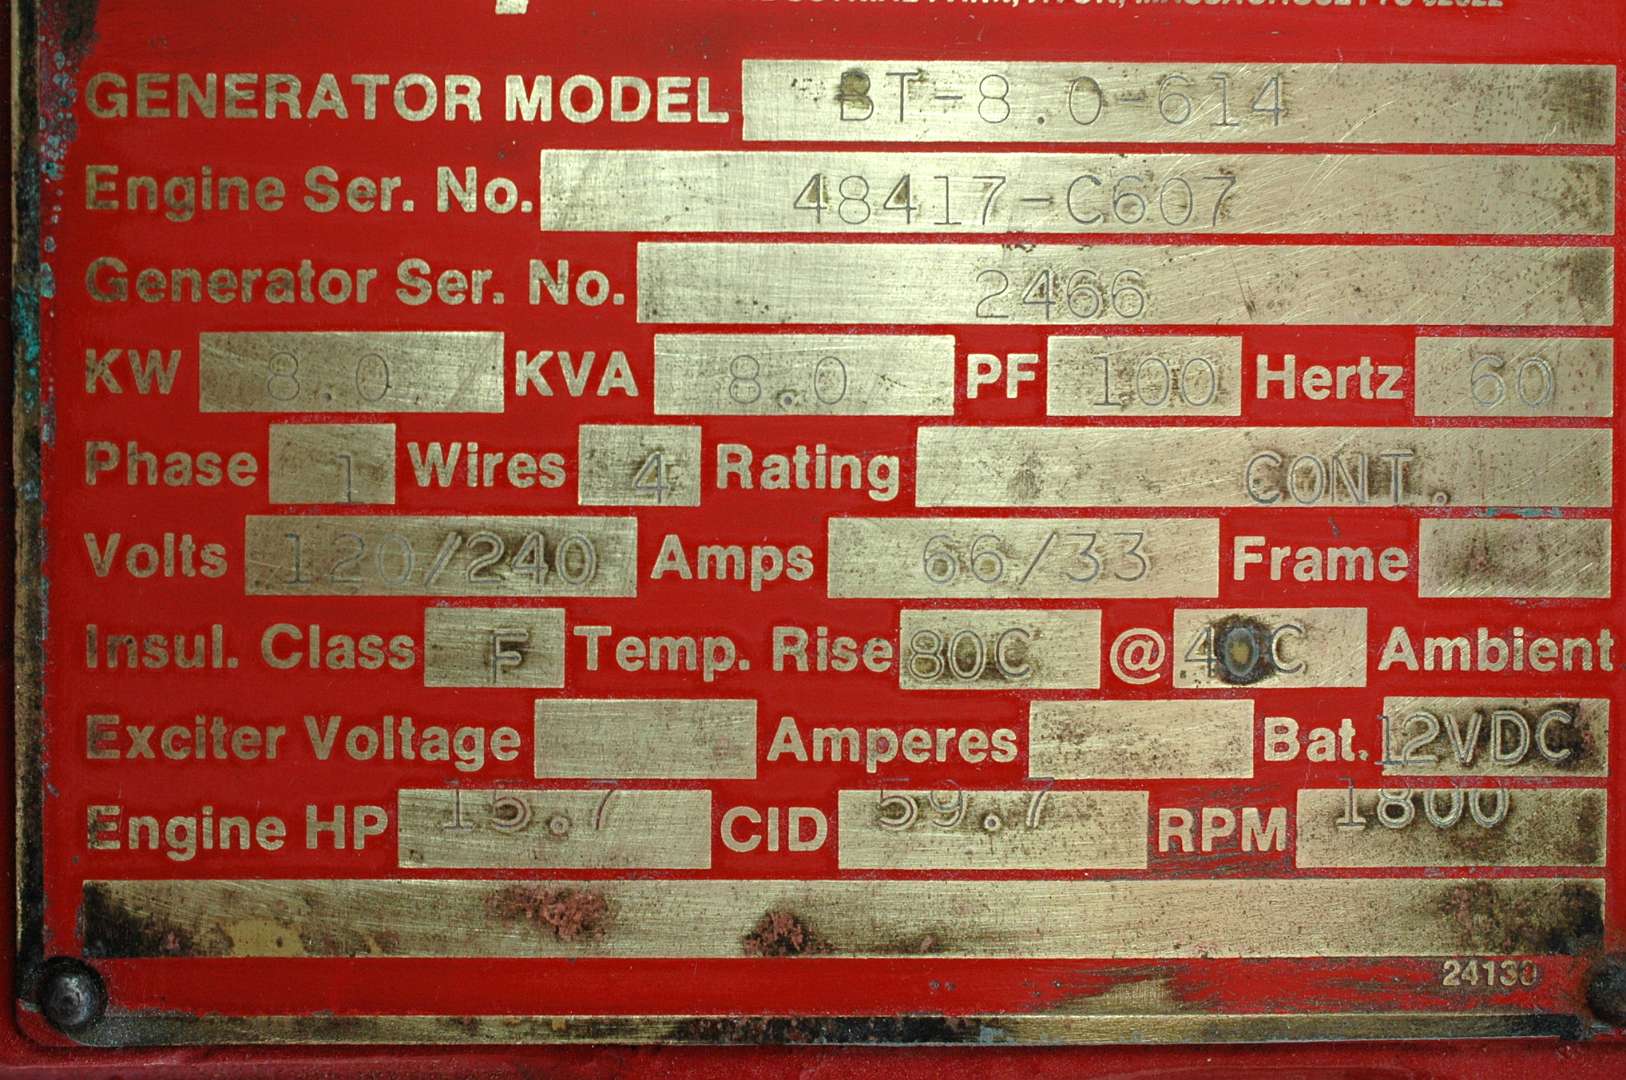 MASSACHUSETTS 02322
GENERATOR MODEL BT-8.0-614
Engine Ser. No. 48417-C607
Generator Ser. No. 2466
KW 8.0 KVA 8.0 PF 100 Hertz 60
Phase 1 Wires 4 Rating CONT.
Volts 120/240 Amps 66/33 Frame
Insul. Class F Temp. Rise 80C @ 40C Ambient
Exciter Voltage Amperes Bat. 12VDC
Engine HP 15.7 CID 59.7 RPM 1800
24130